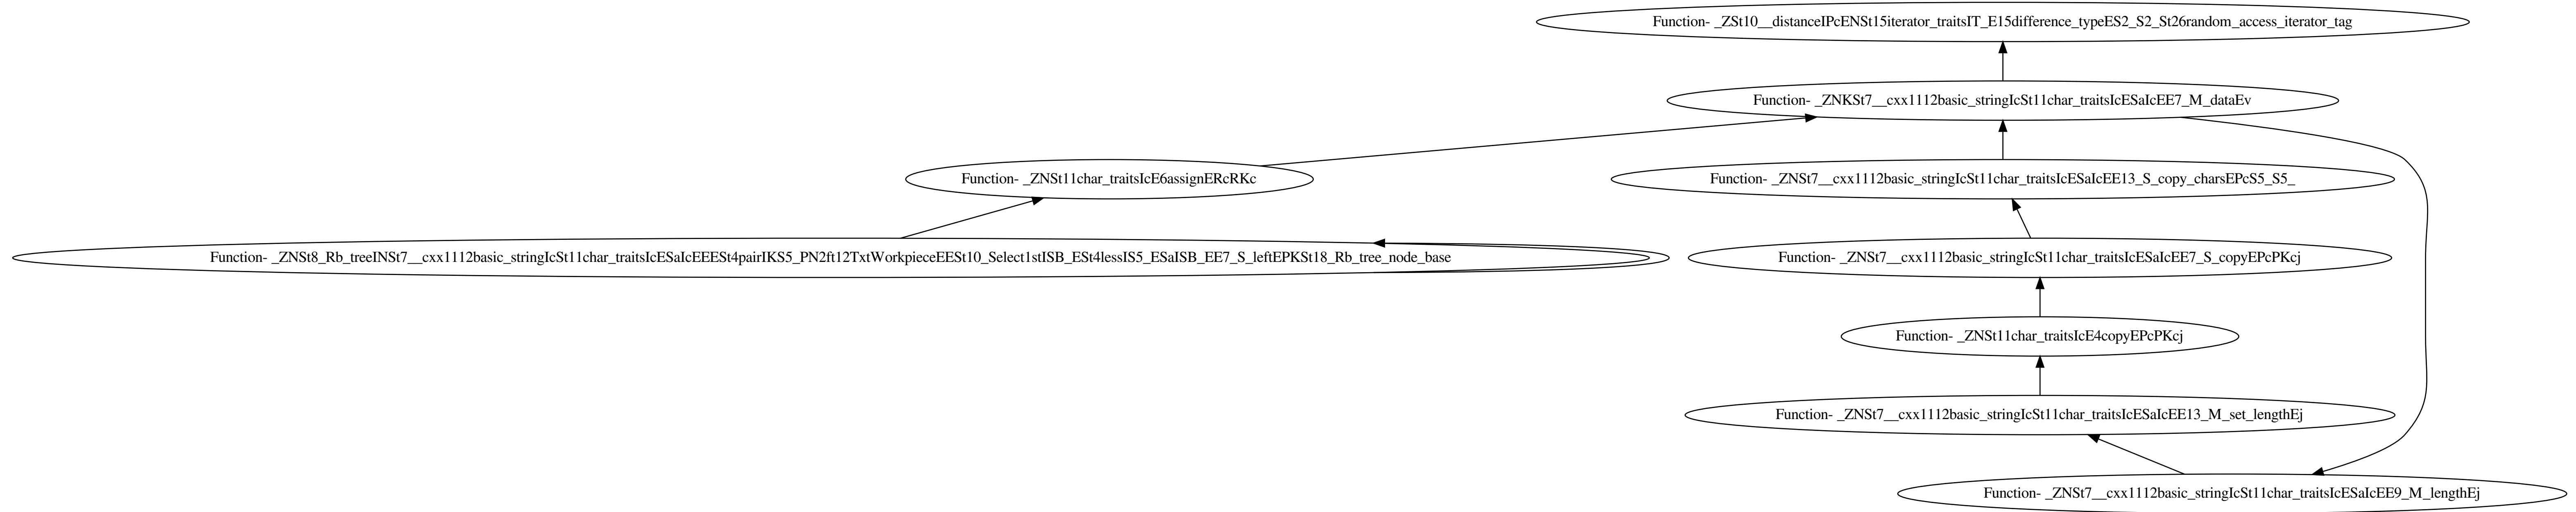 Function- _ZSt10__distanceIPcENSt15iterator_traitsIT_E15difference_typeES2_S2_St26random_access_iterator_tag
Function- _ZNKSt7__cxx1112basic_stringIcSt11char_traitsIcESaIcEE7_M_dataEv
Function- _ZNSt11char_traitsIcE6assignERcRKc
Function- _ZNSt7__cxx1112basic_stringIcSt11char_traitsIcESaIcEE13_S_copy_charsEPcS5_S5_
Function- _ZNSt8_Rb_treeINSt7__cxx1112basic_stringIcSt11char_traitsIcESaIcEEESt4pairIKS5_PN2ft12TxtWorkpieceEESt10_Select1stISB_ESt4lessIS5_ESaISB_EE7_S_leftEPKSt18_Rb_tree_node_base
Function- _ZNSt7__cxx1112basic_stringIcSt11char_traitsIcESaIcEE7_S_copyEPcPKcj
Function- _ZNSt11char_traitsIcE4copyEPcPKcj
Function- _ZNSt7__cxx1112basic_stringIcSt11char_traitsIcESaIcEE13_M_set_lengthEj
Function- _ZNSt7__cxx1112basic_stringIcSt11char_traitsIcESaIcEE9_M_lengthEj